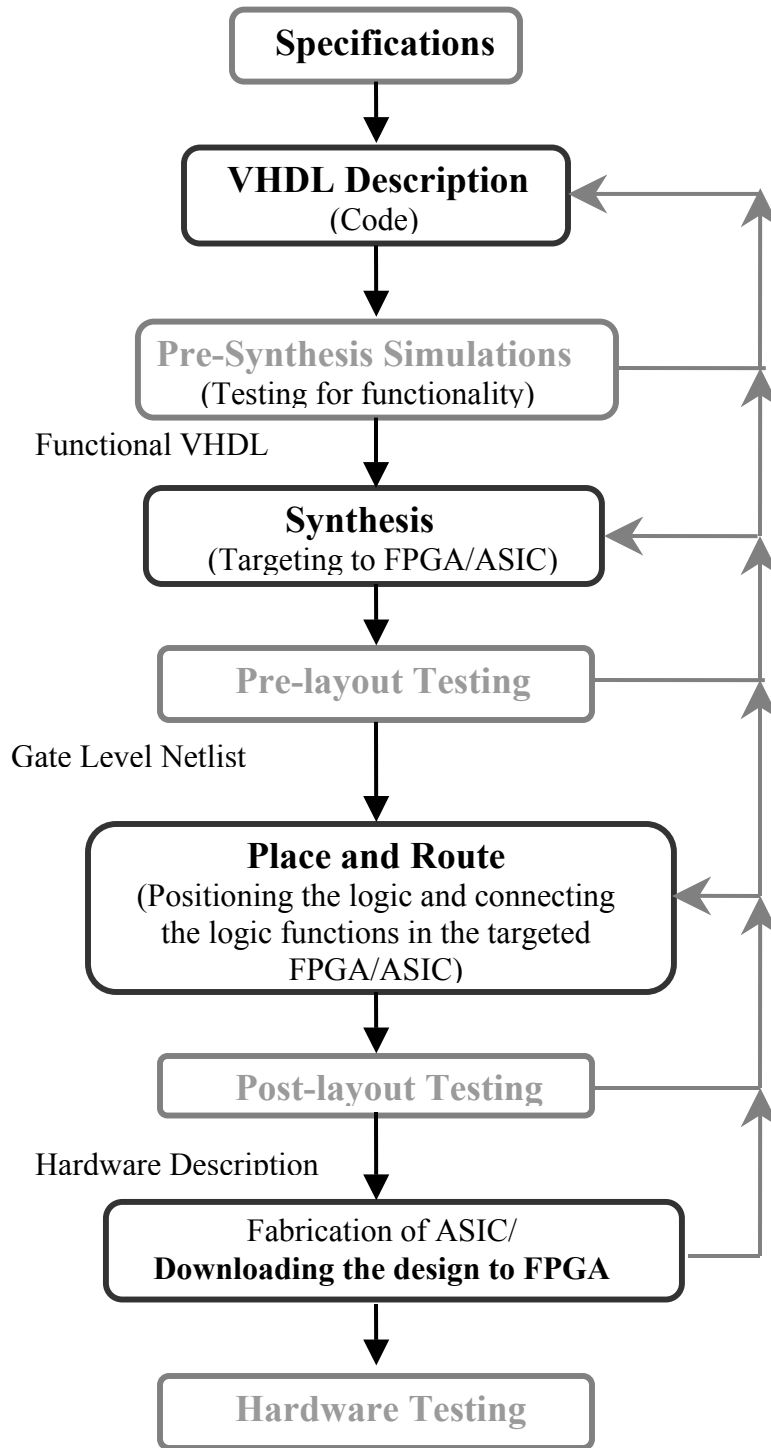 Specifications
VHDL Description
(Code)
Pre-Synthesis Simulations
(Testing for functionality)
Functional VHDL
Synthesis
(Targeting to FPGA/ASIC)
Pre-layout Testing
Gate Level Netlist
Place and Route
(Positioning the logic and connecting
the logic functions in the targeted
FPGA/ASIC)
Post-layout Testing
Hardware Description
Fabrication of ASIC/
Downloading the design to FPGA
Hardware Testing